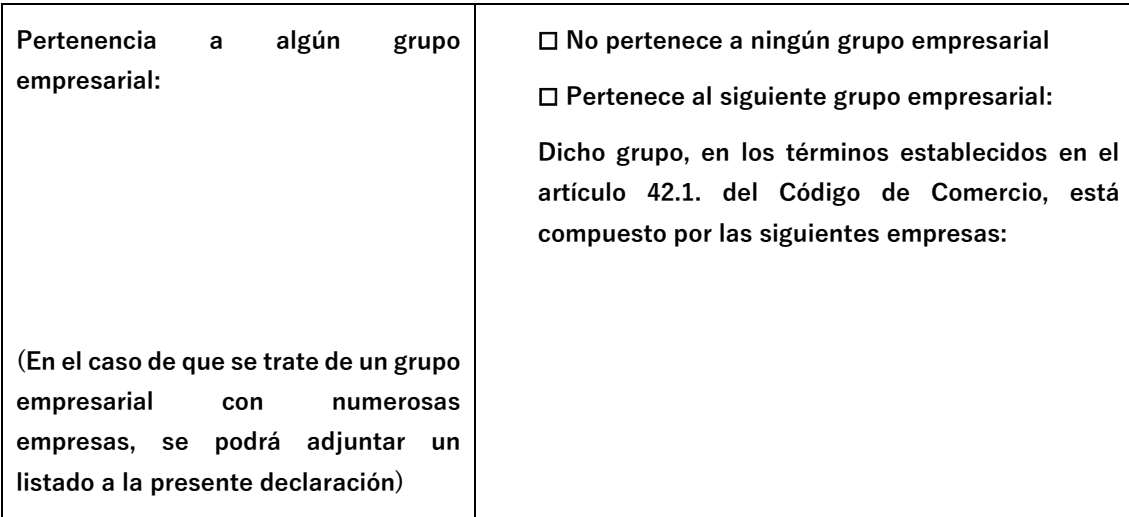 Pertenencia a algún grupo
empresarial:
(En el caso de que se trate de un grupo
empresarial con numerosas
empresas, se podrá adjuntar un
listado a la presente declaración)
☐ No pertenece a ningún grupo empresarial
☐ Pertenece al siguiente grupo empresarial:
Dicho grupo, en los términos establecidos en el
artículo 42.1. del Código de Comercio, está
compuesto por las siguientes empresas: